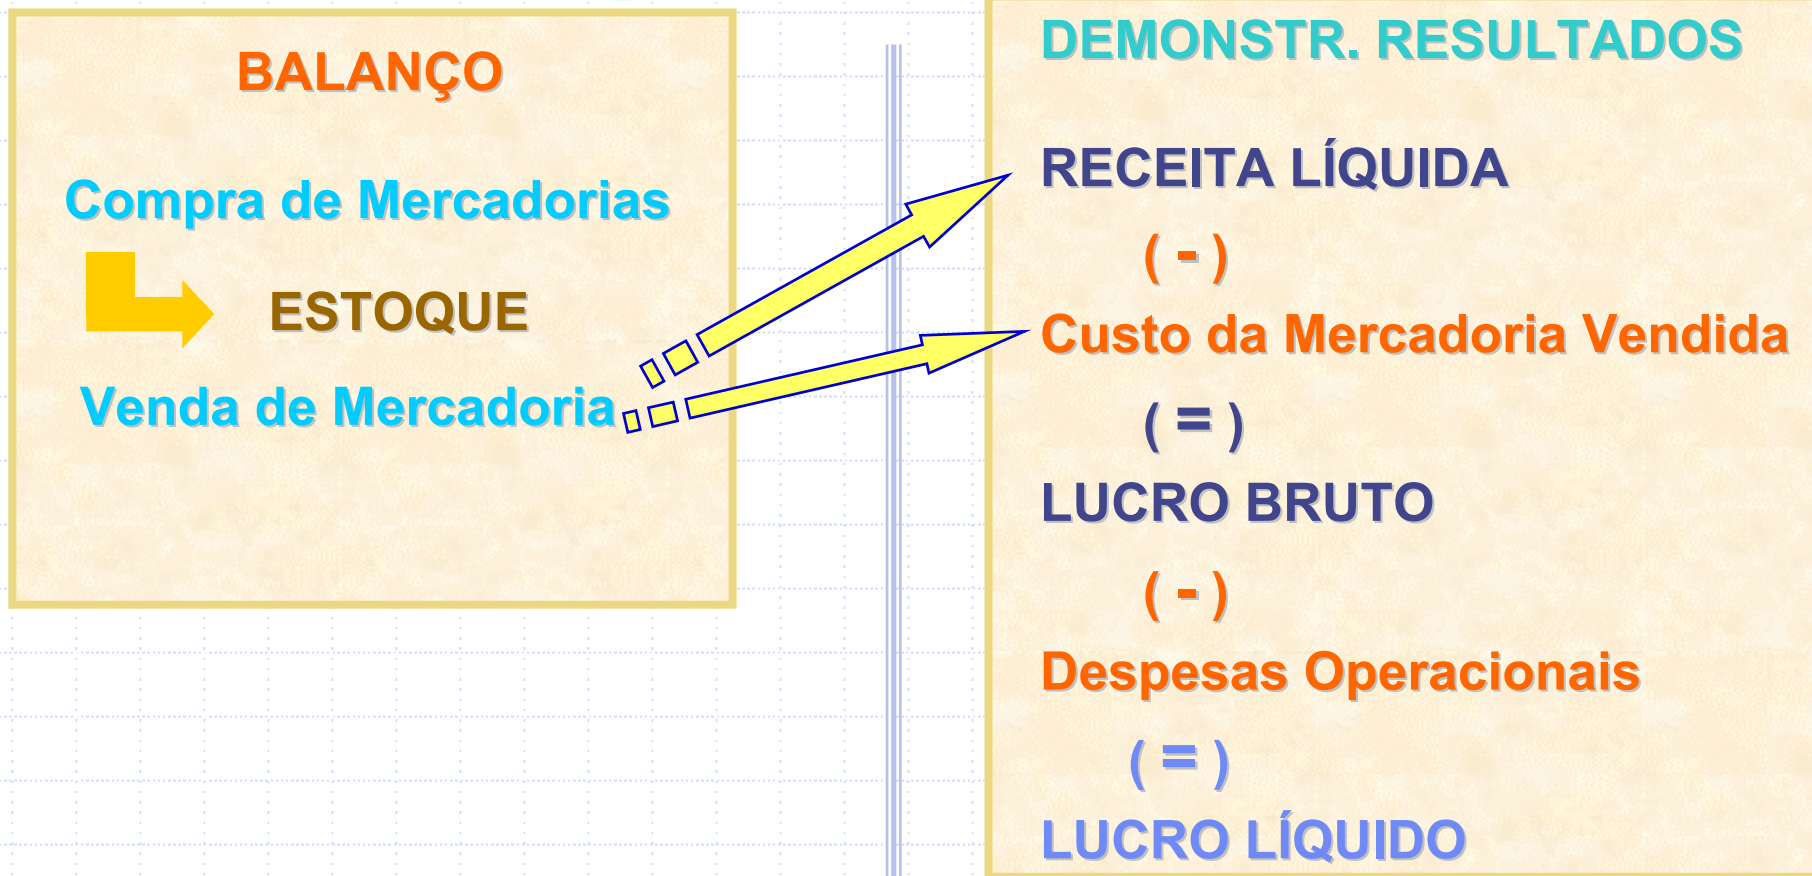 BALANÇO
Compra de Mercadorias
ESTOQUE
Venda de Mercadoria
DEMONSTR. RESULTADOS
RECEITA LÍQUIDA
( - )
Custo da Mercadoria Vendida
( = )
LUCRO BRUTO
( - )
Despesas Operacionais
( = )
LUCRO LÍQUIDO